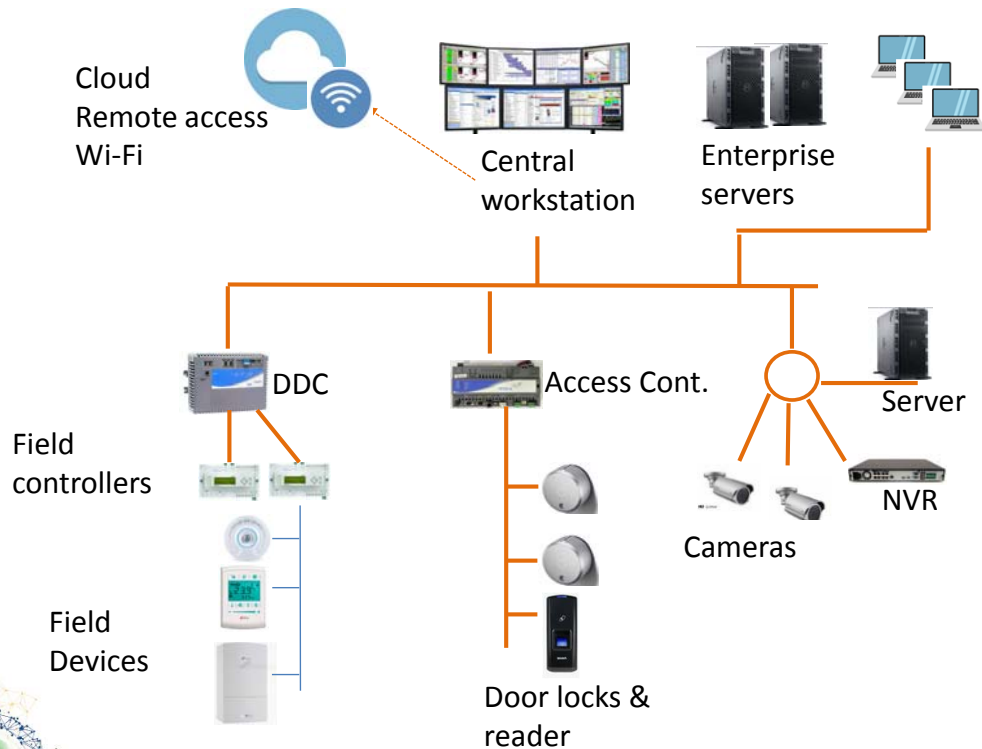 Cloud
Remote access
Wi-Fi
Central
workstation
Enterprise
servers
DDC
Access Cont.
Server
Field
controllers
NVR
Cameras
Field
Devices
Door locks &
reader